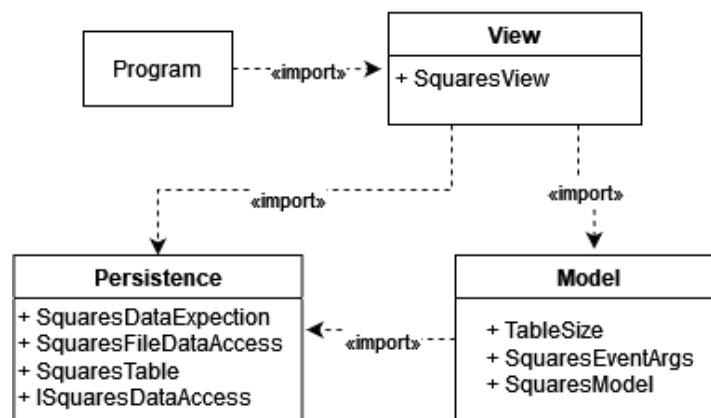 View
Program
«import»
+ SquaresView
«import»
«import»
Persistence
Model
+ SquaresDataExpection
+ SquaresFileDataAccess
+ SquaresTable
+ ISquaresDataAccess
«import»
+ TableSize
+ SquaresEventArgs
+ SquaresModel